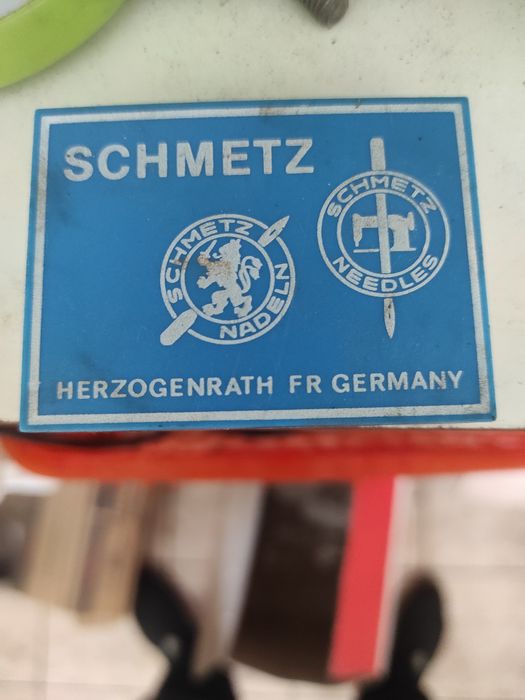 SCHMETZ
SCHMETZ
NADELN
SCHMETZ
NEEDLES
HERZOGENRATH FR GERMANY